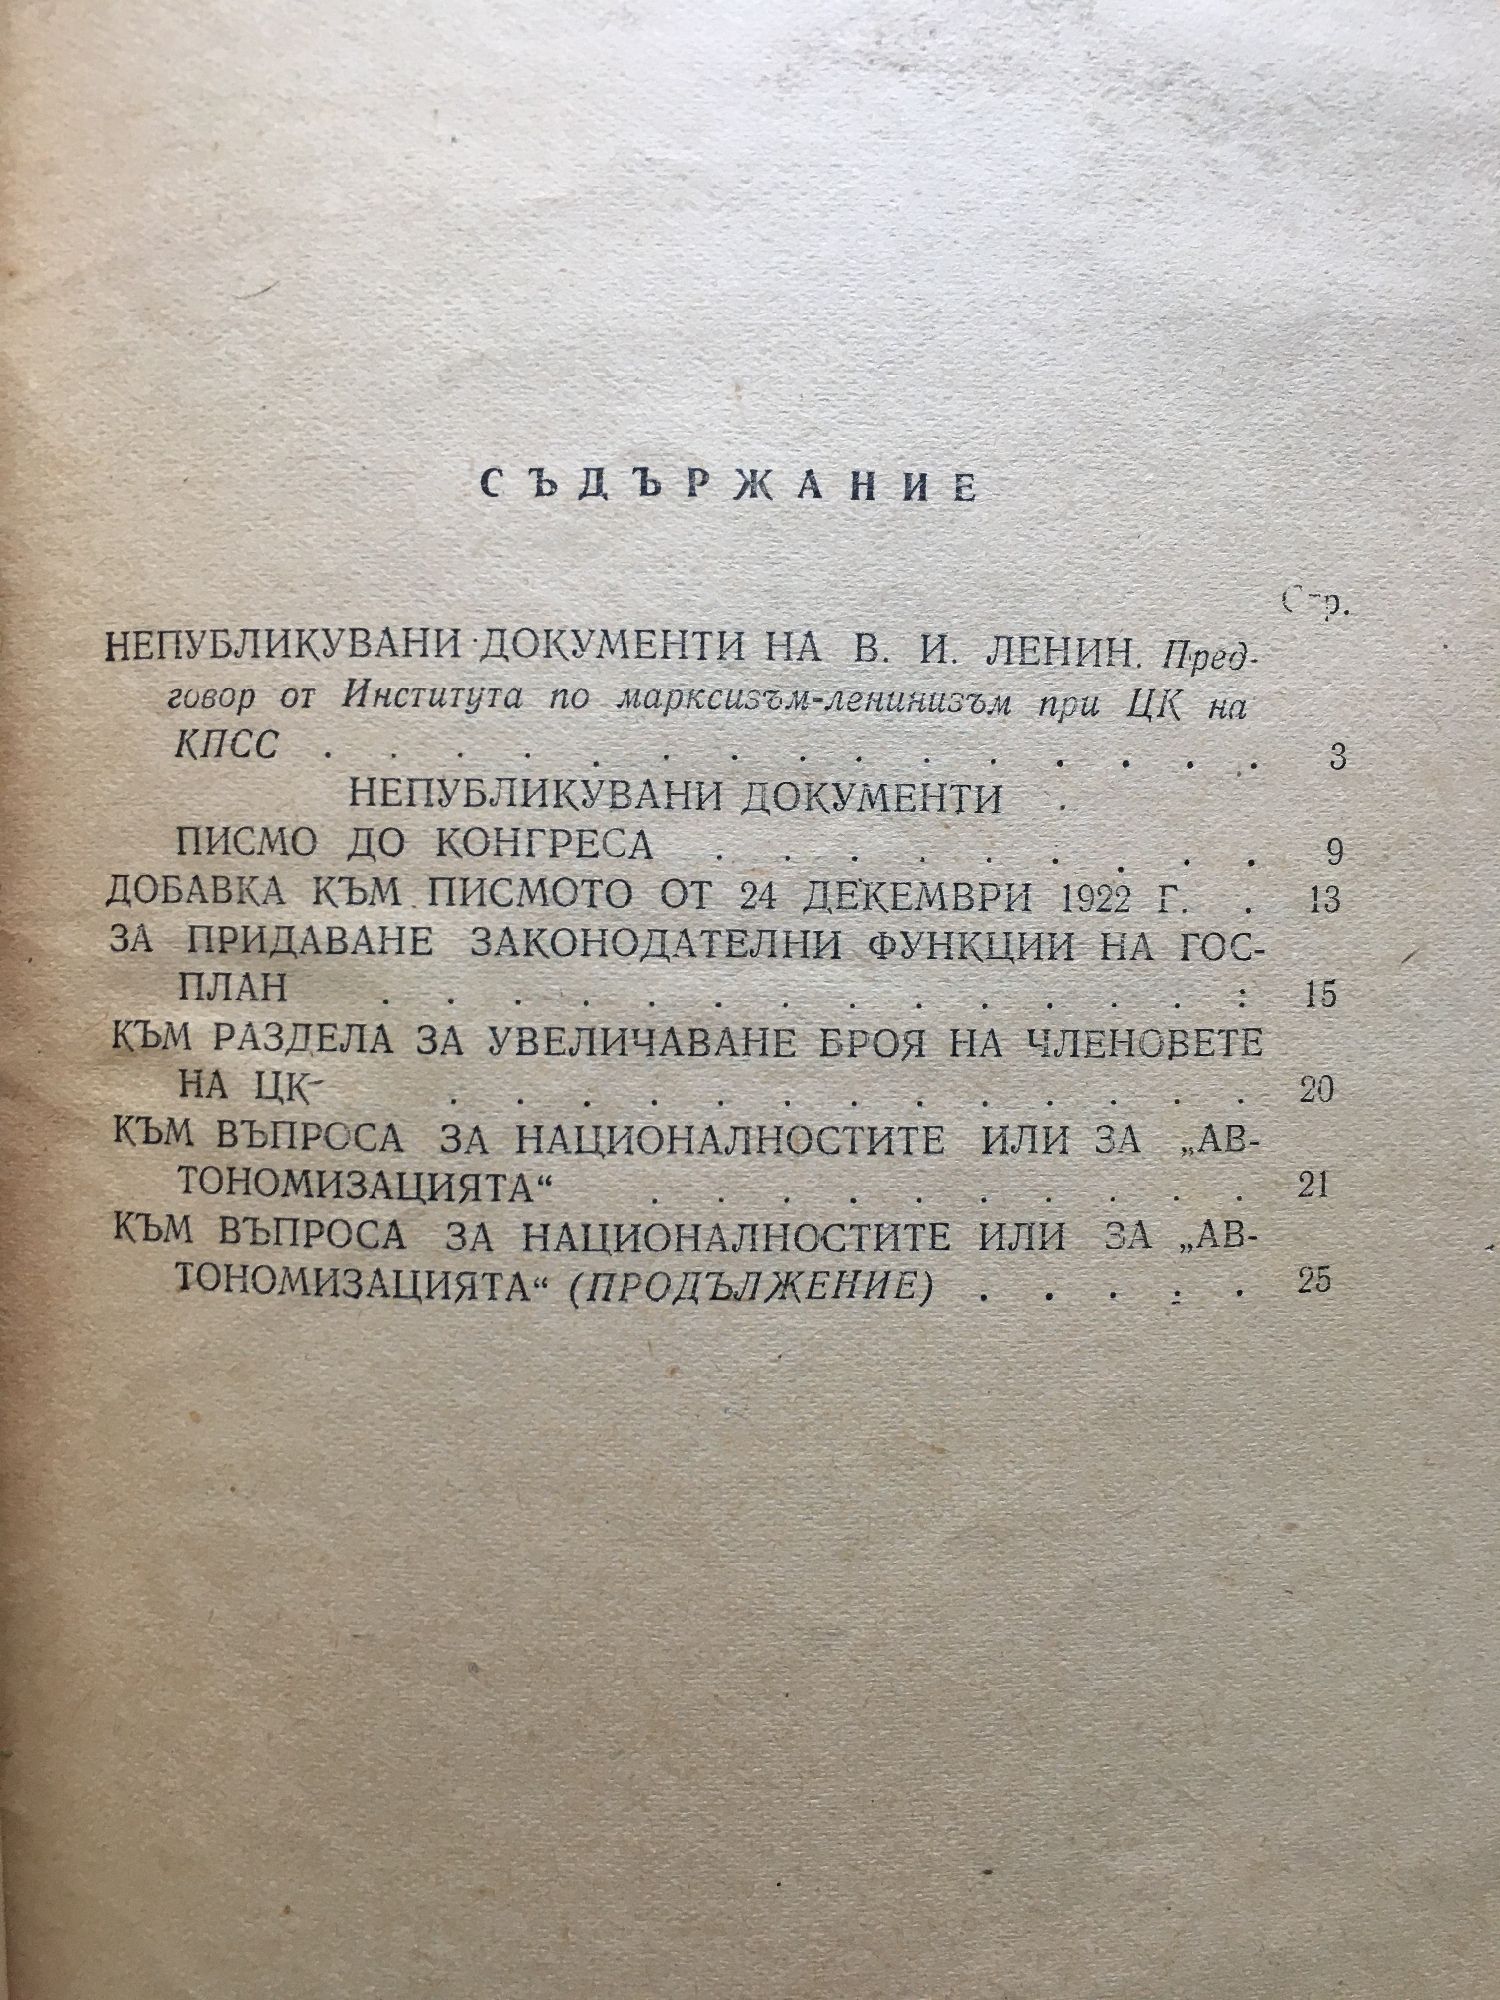 СЪДЪРЖАНИЕ
Стр.
НЕПУБЛИКУВАНИ ДОКУМЕНТИ НА В. И. ЛЕНИН. Пред-
говор от Института по марксизъм-ленинизъм при ЦК на
КПСС . . . . . . . . . . . . . . . 3
НЕПУБЛИКУВАНИ ДОКУМЕНТИ
ПИСМО ДО КОНГРЕСА . . . . . . . . . 9
ДОБАВКА КЪМ ПИСМОТО ОТ 24 ДЕКЕМВРИ 1922 Г. . 13
ЗА ПРИДАВАНЕ ЗАКОНОДАТЕЛНИ ФУНКЦИИ НА ГОС-
ПЛАН . . . . . . . . . . . . . . 15
КЪМ РАЗДЕЛА ЗА УВЕЛИЧАВАНЕ БРОЯ НА ЧЛЕНОВЕТЕ
НА ЦК . . . . . . . . . . . . . 20
КЪМ ВЪПРОСА ЗА НАЦИОНАЛНОСТИТЕ ИЛИ ЗА „АВ-
ТОНОМИЗАЦИЯТА“ . . . . . . . . . . 21
КЪМ ВЪПРОСА ЗА НАЦИОНАЛНОСТИТЕ ИЛИ ЗА „АВ-
ТОНОМИЗАЦИЯТА“ (ПРОДЪЛЖЕНИЕ) . . . . . 25